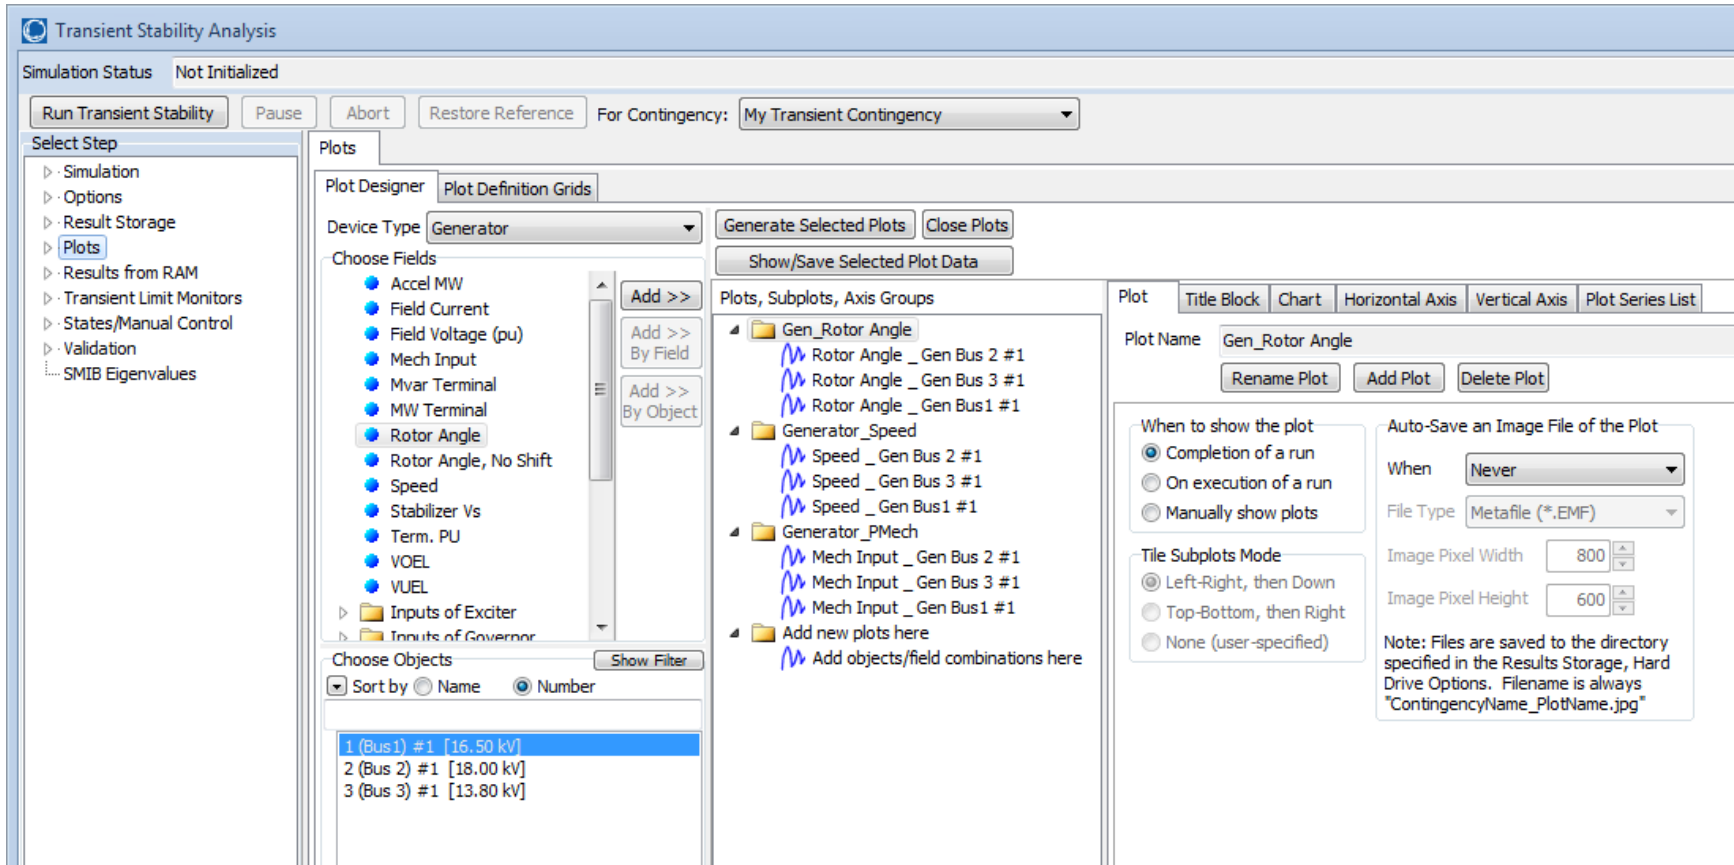 Transient Stability Analysis
Simulation Status Not Initialized
Run Transient Stability Pause Abort Restore Reference For Contingency: My Transient Contingency
Select Step
Simulation
Options
Result Storage
Plots
Results from RAM
Transient Limit Monitors
States/Manual Control
Validation
SMIB Eigenvalues
Plots
Plot Designer Plot Definition Grids
Device Type Generator
Choose Fields
Accel MW
Field Current
Field Voltage (pu)
Mech Input
Mvar Terminal
MW Terminal
Rotor Angle
Rotor Angle, No Shift
Speed
Stabilizer Vs
Term. PU
VOEL
VUEL
Inputs of Exciter
Inputs of Governor
Add >>
Add >>
By Field
Add >>
By Object
Choose Objects Show Filter
Sort by Name Number
1 (Bus1) #1 [16.50 kV]
2 (Bus 2) #1 [18.00 kV]
3 (Bus 3) #1 [13.80 kV]
Generate Selected Plots Close Plots
Show/Save Selected Plot Data
Plots, Subplots, Axis Groups
Gen_Rotor Angle
Rotor Angle _ Gen Bus 2 #1
Rotor Angle _ Gen Bus 3 #1
Rotor Angle _ Gen Bus1 #1
Generator_Speed
Speed _ Gen Bus 2 #1
Speed _ Gen Bus 3 #1
Speed _ Gen Bus1 #1
Generator_PMech
Mech Input _ Gen Bus 2 #1
Mech Input _ Gen Bus 3 #1
Mech Input _ Gen Bus1 #1
Add new plots here
Add objects/field combinations here
Plot Title Block Chart Horizontal Axis Vertical Axis Plot Series List
Plot Name Gen_Rotor Angle
Rename Plot Add Plot Delete Plot
When to show the plot
Completion of a run
On execution of a run
Manually show plots
Tile Subplots Mode
Left-Right, then Down
Top-Bottom, then Right
None (user-specified)
Auto-Save an Image File of the Plot
When Never
File Type Metafile (*.EMF)
Image Pixel Width 800
Image Pixel Height 600
Note: Files are saved to the directory
specified in the Results Storage, Hard
Drive Options. Filename is always
"ContingencyName_PlotName.jpg"